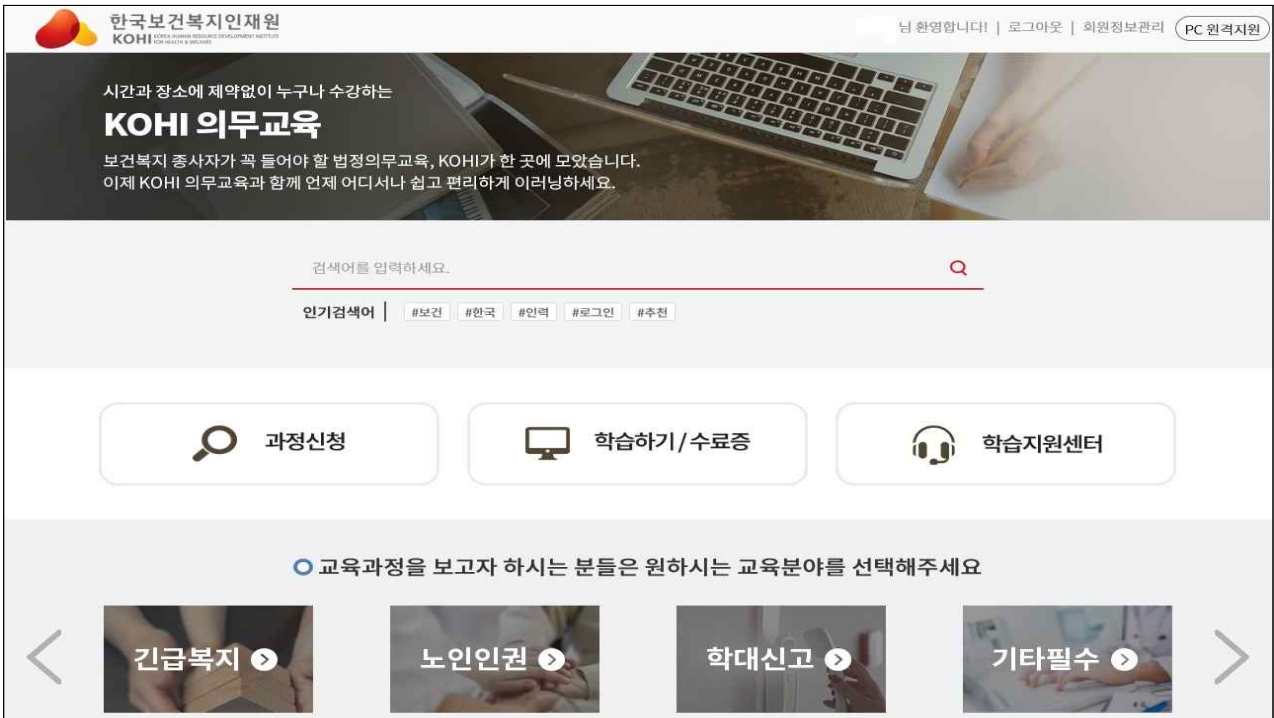 한국보건복지인재원
KOHI KOREA HUMAN RESOURCE DEVELOPMENT INSTITUTE
FOR HEALTH & WELFARE
님 환영합니다! | 로그아웃 | 회원정보관리 PC 원격지원
시간과 장소에 제약없이 누구나 수강하는
KOHI 의무교육
보건복지 종사자가 꼭 들어야 할 법정의무교육, KOHI가 한 곳에 모았습니다.
이제 KOHI 의무교육과 함께 언제 어디서나 쉽고 편리하게 이러닝하세요.
검색어를 입력하세요.
인기검색어 | #보건 #한국 #인력 #로그인 #추천
과정신청 학습하기 / 수료증 학습지원센터
교육과정을 보고자 하시는 분들은 원하시는 교육분야를 선택해주세요
긴급복지 노인인권 학대신고 기타필수